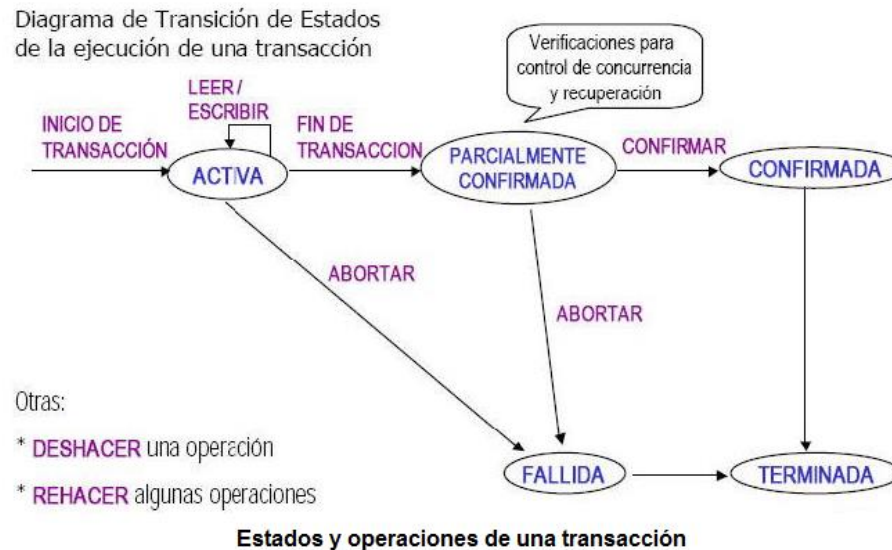 Diagrama de Transición de Estados
de la ejecución de una transacción
Verificaciones para
control de concurrencia
y recuperación
LEER /
ESCRIBIR
INICIO DE
TRANSACCIÓN
FIN DE
TRANSACCION
CONFIRMAR
ACTIVA
PARCIALMENTE
CONFIRMADA
CONFIRMADA
ABORTAR
ABORTAR
Otras:
* DESHACER una operación
* REHACER algunas operaciones
FALLIDA
TERMINADA
Estados y operaciones de una transacción